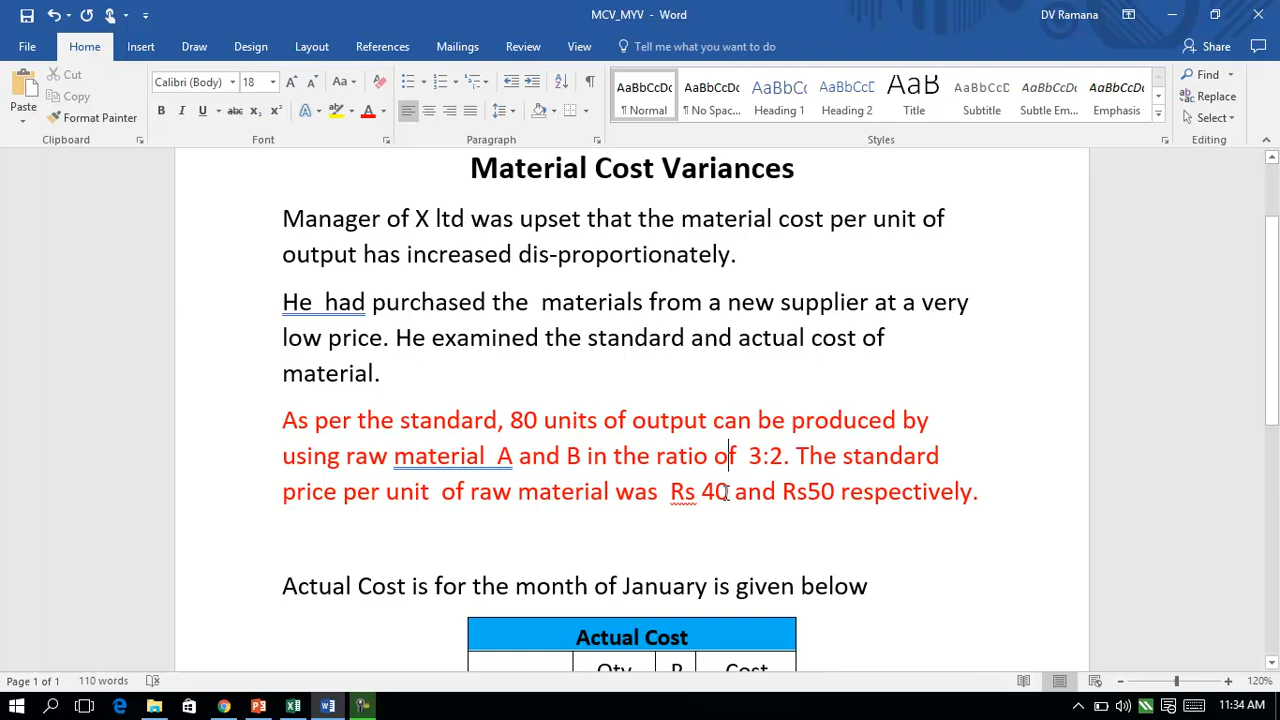 MCV_MYV - Word
DV Ramana
File Home Insert Draw Design Layout References Mailings Review View Tell me what you want to do Share
Paste
Cut
Copy
Format Painter
Clipboard
Calibri (Body) 18
Font
Paragraph
AaBbCcDc AaBbCcDc AaBbCc AaBbCcC AaB AaBbCcD AaBbCcDc AaBbCcDc
¶ Normal ¶ No Spac... Heading 1 Heading 2 Title Subtitle Subtle Em... Emphasis
Styles
Find
Replace
Select
Editing
Material Cost Variances
Manager of X ltd was upset that the material cost per unit of
output has increased dis-proportionately.
He had purchased the materials from a new supplier at a very
low price. He examined the standard and actual cost of
material.
As per the standard, 80 units of output can be produced by
using raw material A and B in the ratio of 3:2. The standard
price per unit of raw material was Rs 40 and Rs50 respectively.
Actual Cost is for the month of January is given below
Actual Cost
Qty P Cost
Page 1 of 1 110 words
120%
11:34 AM